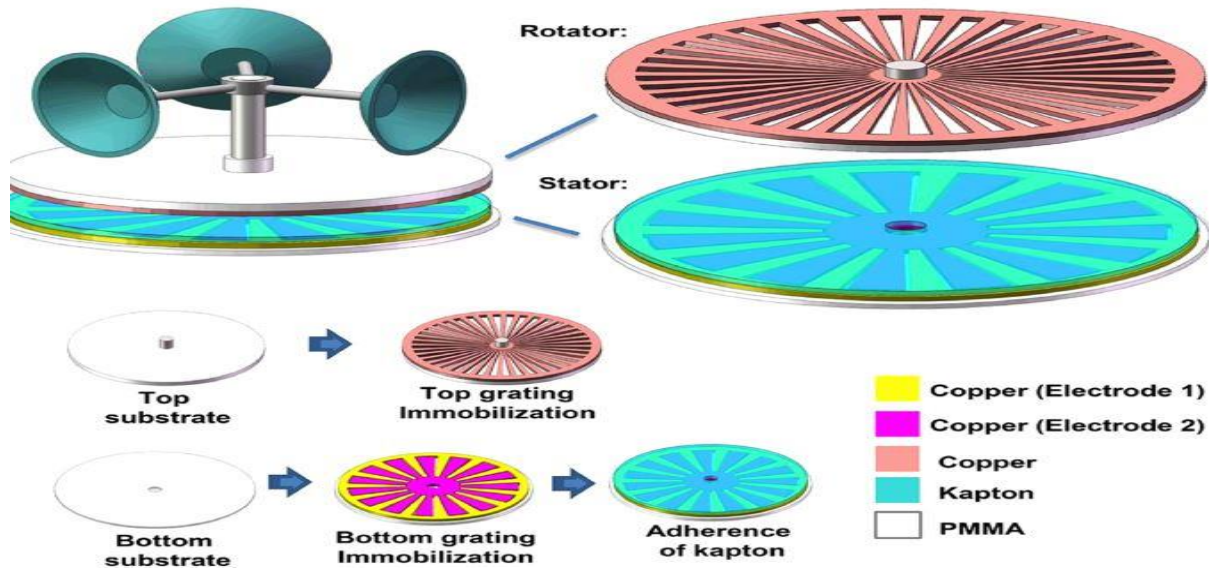 Rotator:
Stator:
Top
substrate
Top grating
Immobilization
Bottom
substrate
Bottom grating
Immobilization
Adherence
of kapton
Copper (Electrode 1)
Copper (Electrode 2)
Copper
Kapton
PMMA